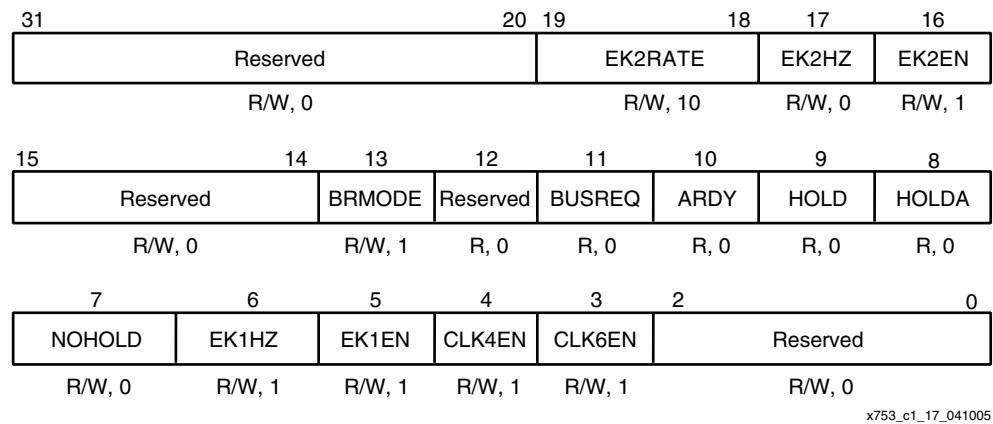 31 20 19 18 17 16
Reserved EK2RATE EK2HZ EK2EN
R/W, 0 R/W, 10 R/W, 0 R/W, 1
15 14 13 12 11 10 9 8
Reserved BRMODE Reserved BUSREQ ARDY HOLD HOLDA
R/W, 0 R/W, 1 R, 0 R, 0 R, 0 R, 0 R, 0
7 6 5 4 3 2 0
NOHOLD EK1HZ EK1EN CLK4EN CLK6EN Reserved
R/W, 0 R/W, 1 R/W, 1 R/W, 1 R/W, 1 R/W, 0
x753_c1_17_041005